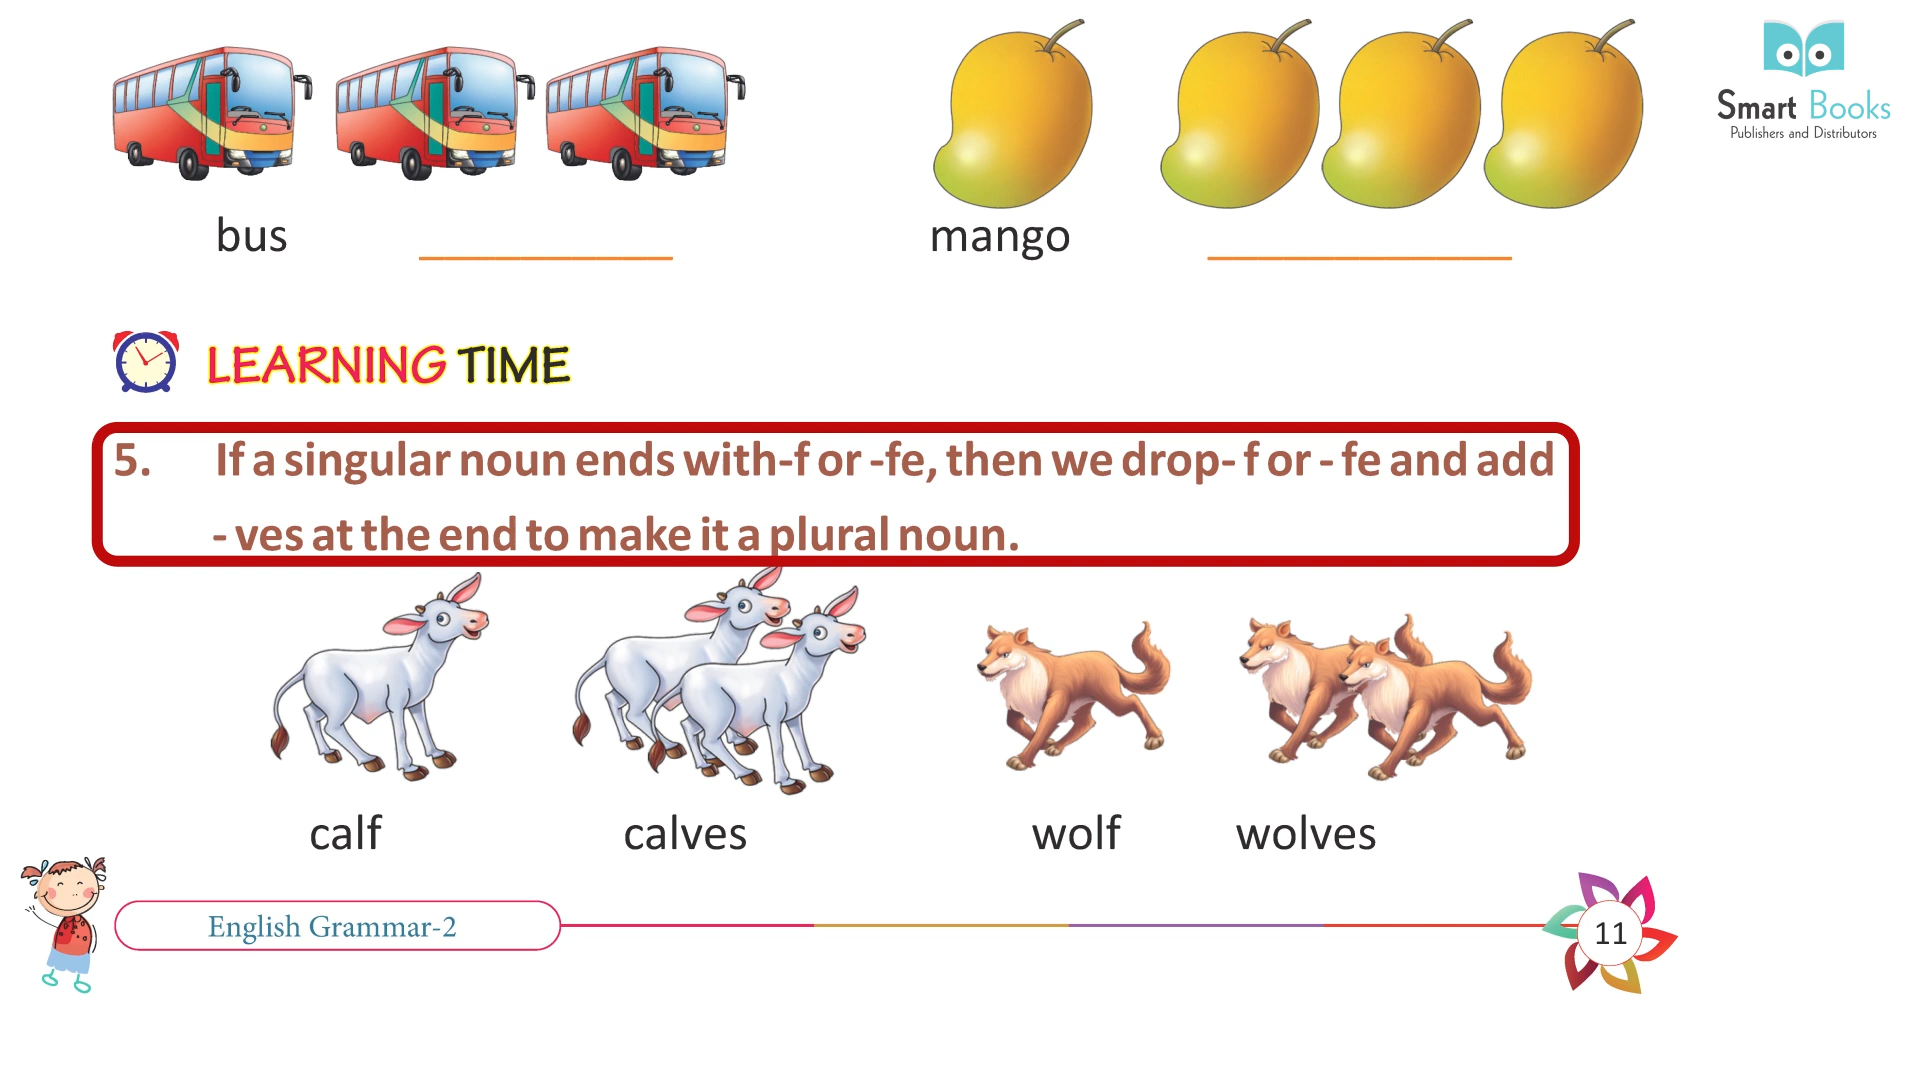 Smart Books
Publishers and Distributors
bus __________ mango ____________
LEARNING TIME
5. If a singular noun ends with-f or -fe, then we drop- f or - fe and add
- ves at the end to make it a plural noun.
calf calves wolf wolves
English Grammar-2
11